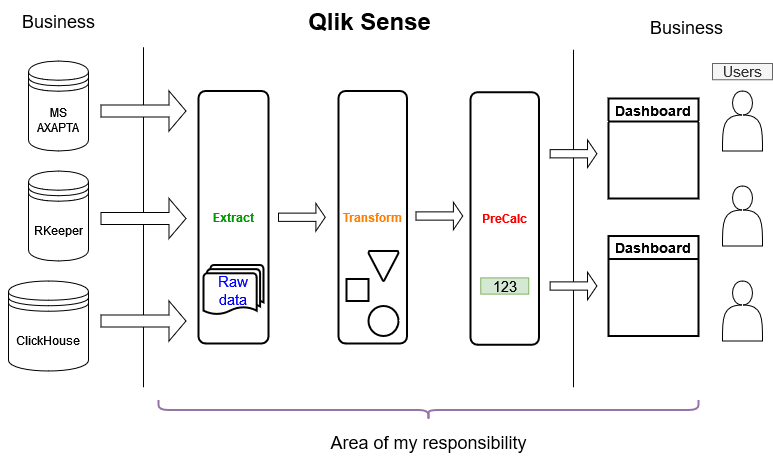 Business
Qlik Sense
Business
Users
MS
AXAPTA
RKeeper
ClickHouse
Extract
Raw
data
Transform
PreCalc
123
Dashboard
Dashboard
Area of my responsibility